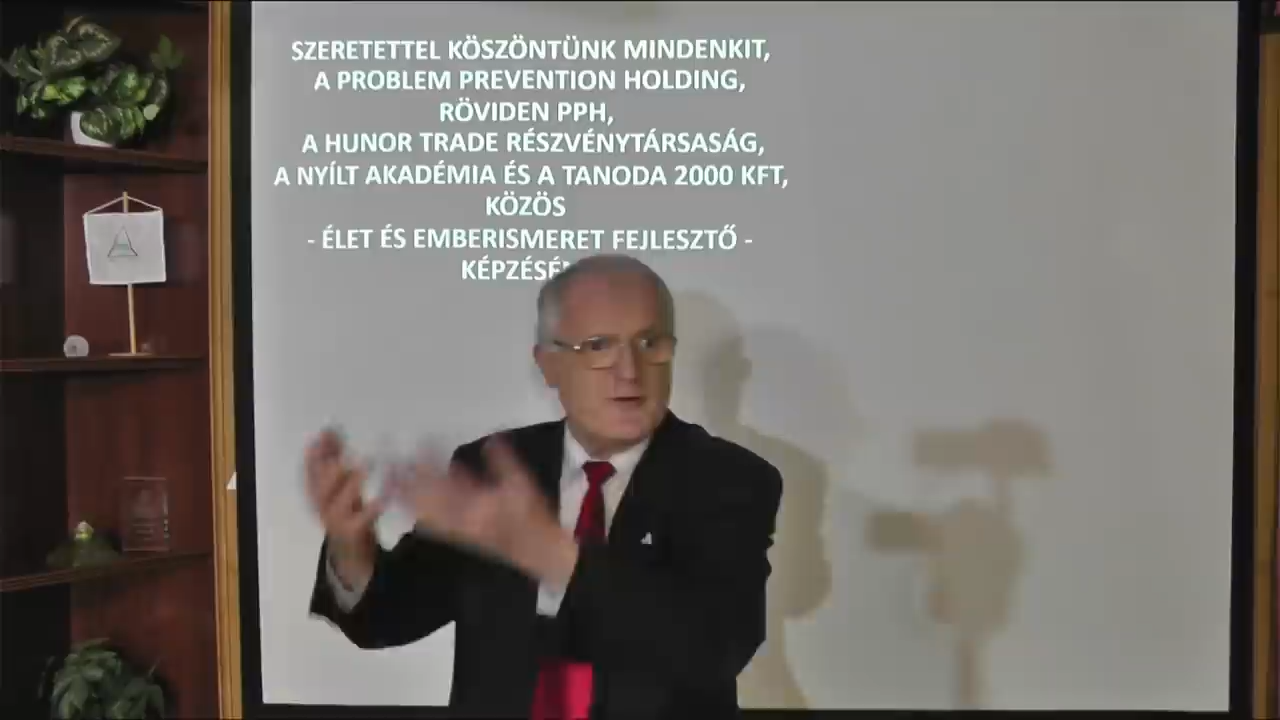 SZERETETTEL KÖSZÖNTÜNK MINDENKIT,
A PROBLEM PREVENTION HOLDING,
RÖVIDEN PPH,
A HUNOR TRADE RÉSZVÉNYTÁRSASÁG,
A NYÍLT AKADÉMIA ÉS A TANODA 2000 KFT,
KÖZÖS
- ÉLET ÉS EMBERISMERET FEJLESZTŐ -